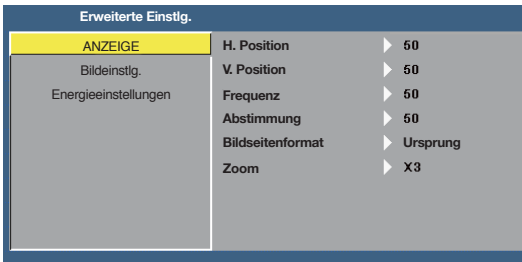 Erweiterte Einstlg.
ANZEIGE
Bildeinstlg.
Energieeinstellungen
H. Position 50
V. Position 50
Frequenz 50
Abstimmung 50
Bildseitenformat Ursprung
Zoom X3